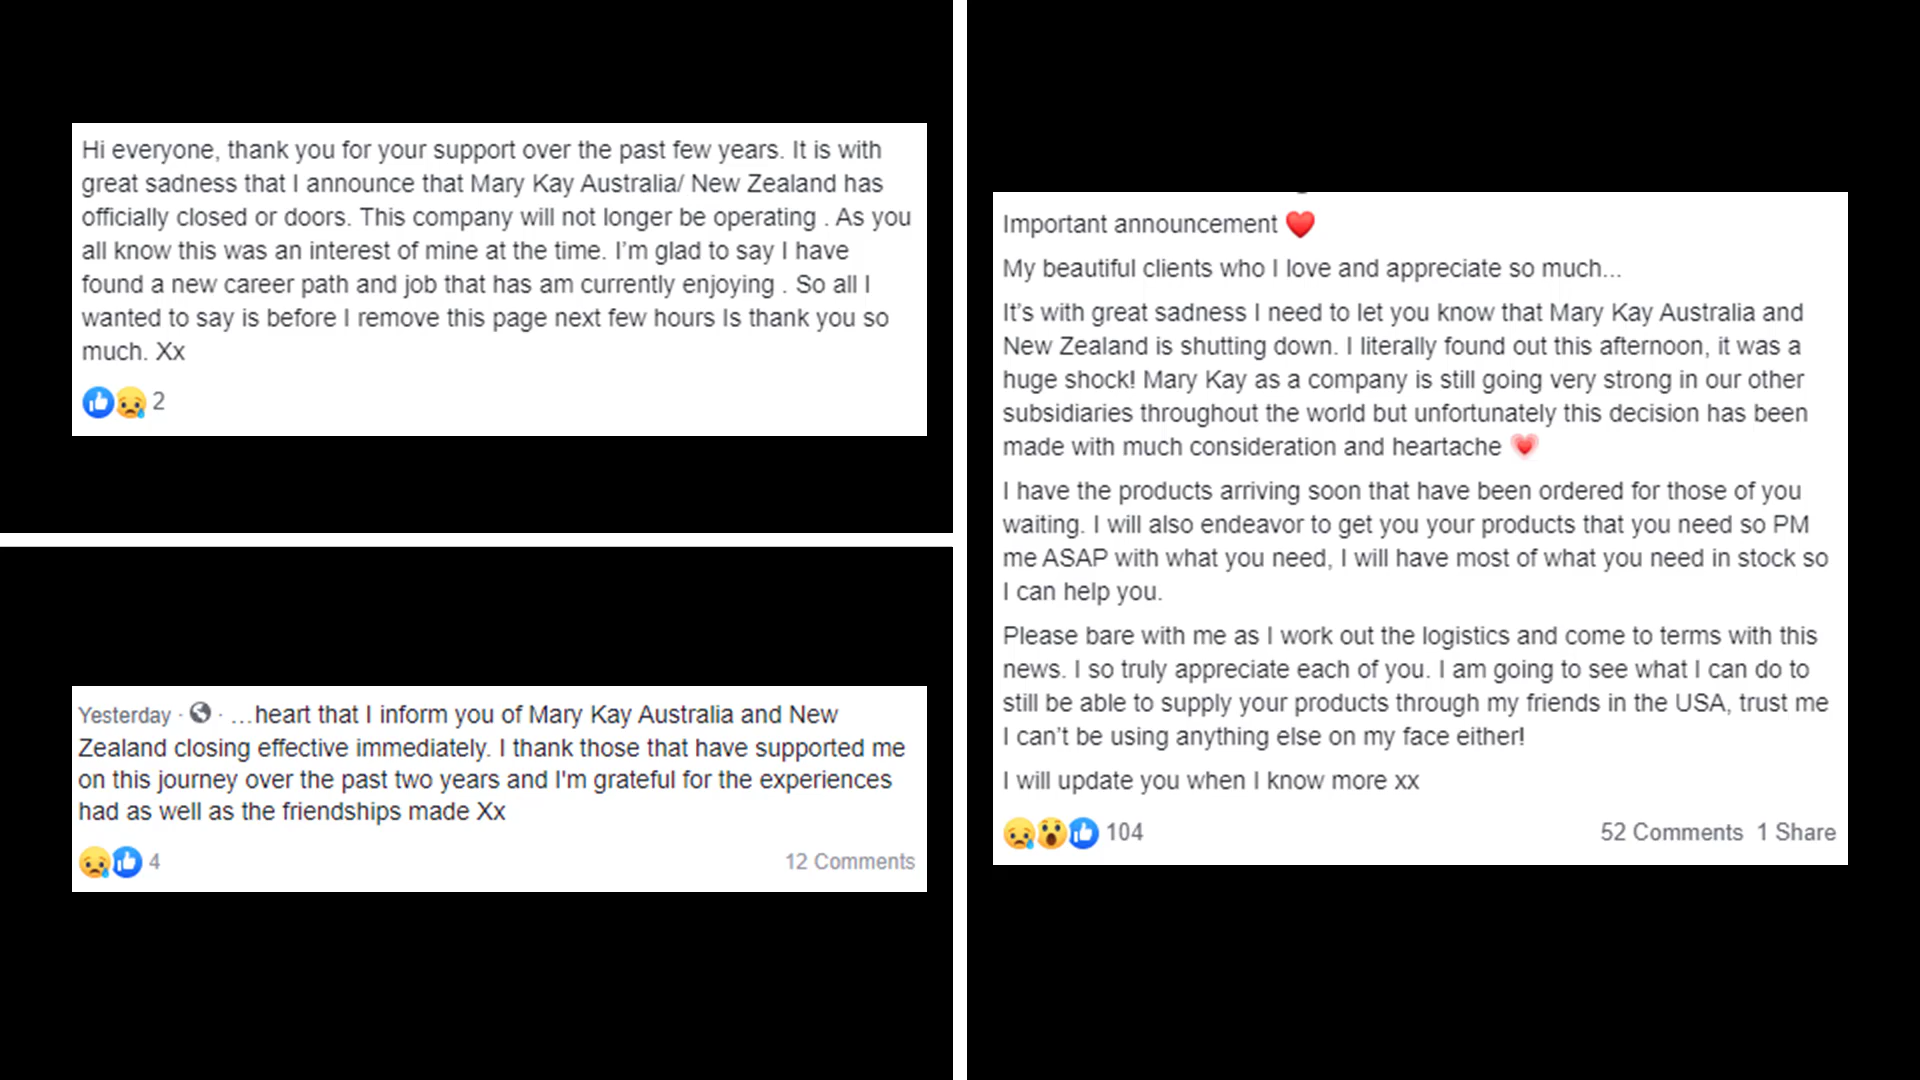 Hi everyone, thank you for your support over the past few years. It is with
great sadness that I announce that Mary Kay Australia/ New Zealand has
officially closed or doors. This company will not longer be operating . As you
all know this was an interest of mine at the time. I'm glad to say I have
found a new career path and job that has am currently enjoying . So all I
wanted to say is before I remove this page next few hours Is thank you so
much. Xx
2
Yesterday · · ...heart that I inform you of Mary Kay Australia and New
Zealand closing effective immediately. I thank those that have supported me
on this journey over the past two years and I'm grateful for the experiences
had as well as the friendships made Xx
4
12 Comments
Important announcement ❤️
My beautiful clients who I love and appreciate so much...
It's with great sadness I need to let you know that Mary Kay Australia and
New Zealand is shutting down. I literally found out this afternoon, it was a
huge shock! Mary Kay as a company is still going very strong in our other
subsidiaries throughout the world but unfortunately this decision has been
made with much consideration and heartache 💗
I have the products arriving soon that have been ordered for those of you
waiting. I will also endeavor to get you your products that you need so PM
me ASAP with what you need, I will have most of what you need in stock so
I can help you.
Please bare with me as I work out the logistics and come to terms with this
news. I so truly appreciate each of you. I am going to see what I can do to
still be able to supply your products through my friends in the USA, trust me
I can't be using anything else on my face either!
I will update you when I know more xx
104
52 Comments 1 Share